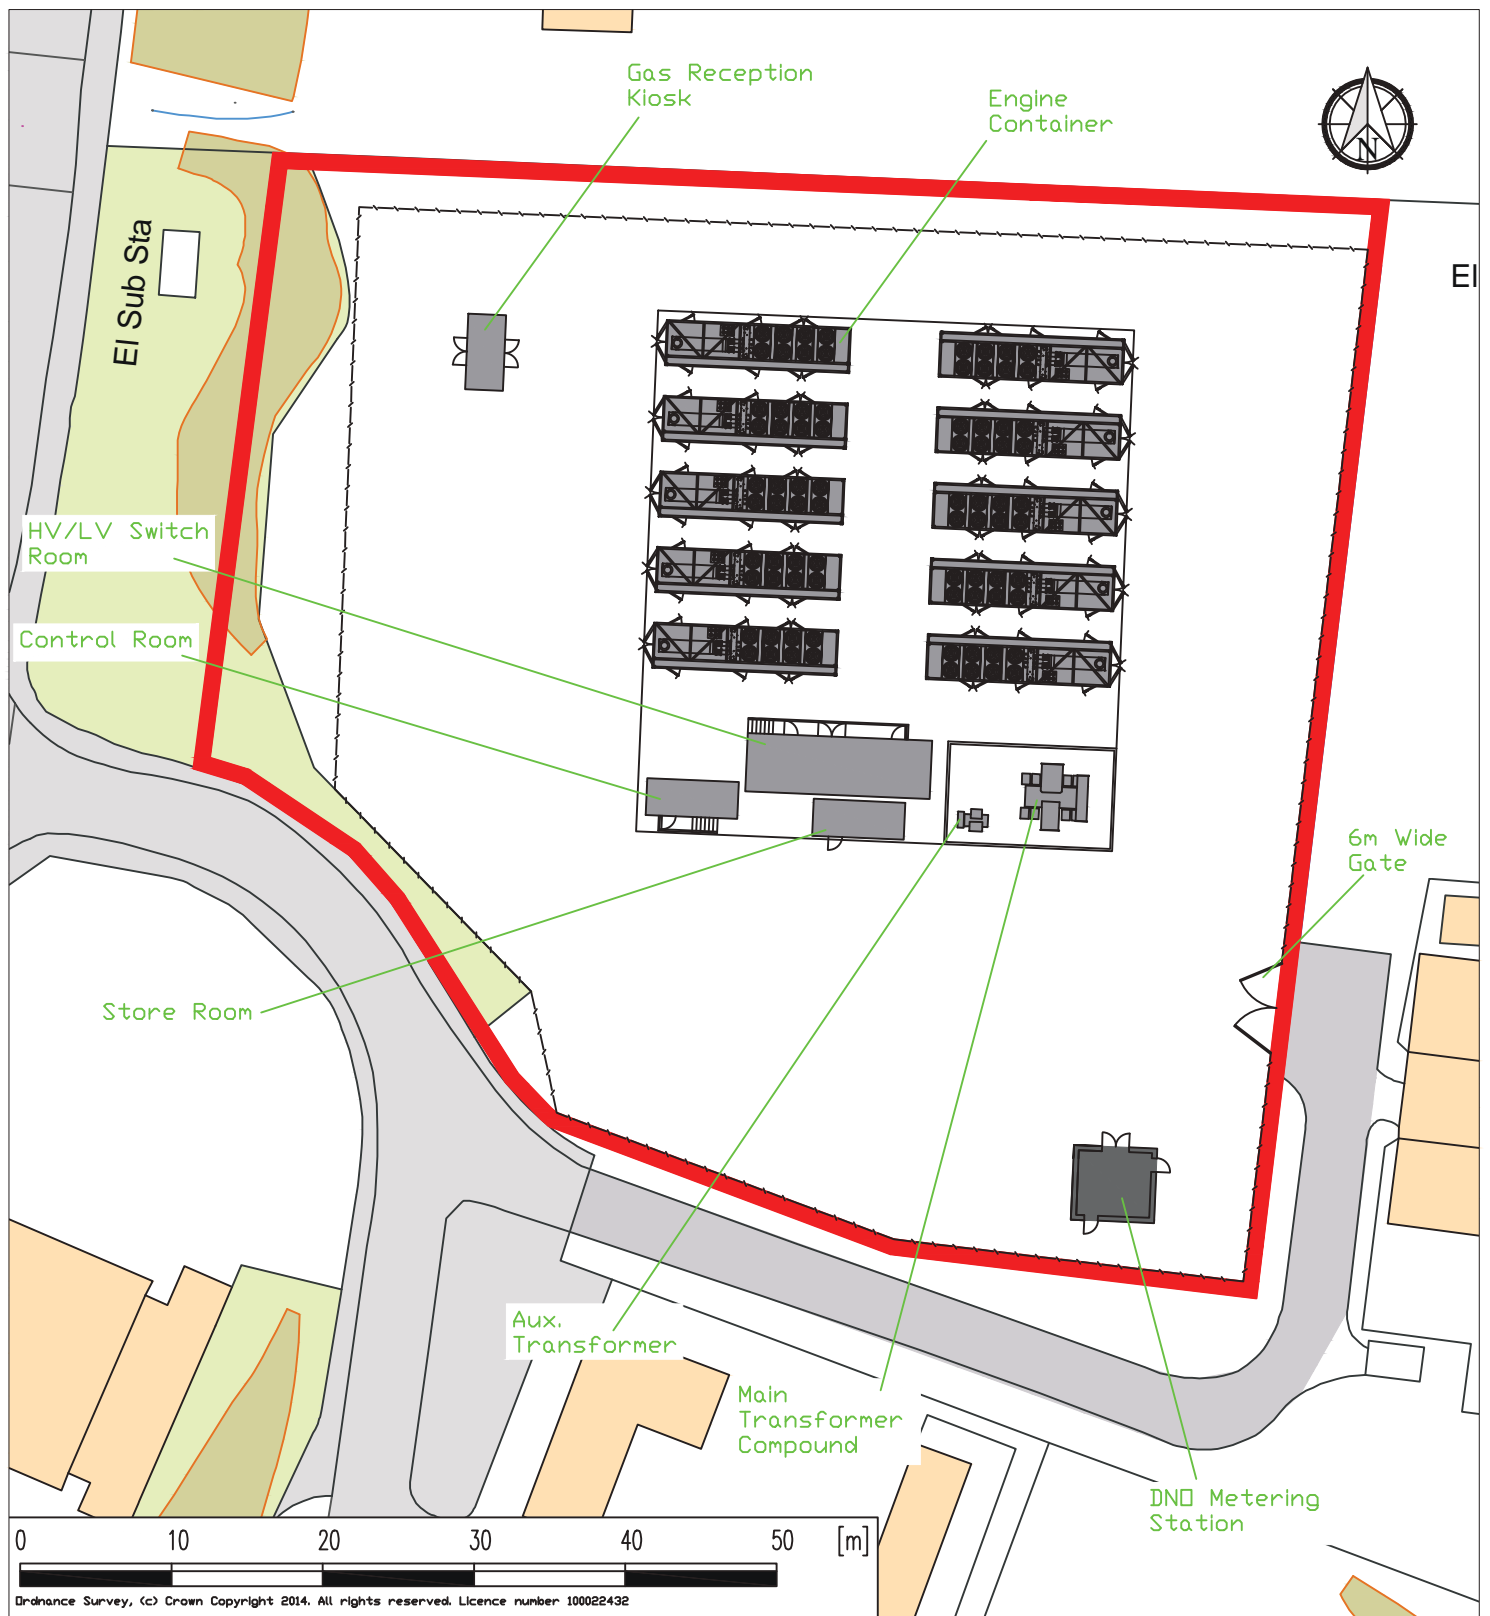 Gas Reception
Kiosk
Engine
Container
N
El Sub Sta
El
HV/LV Switch
Room
Control Room
6m Wide
Gate
Store Room
Aux.
Transformer
Main
Transformer
Compound
DNO Metering
Station
0 10 20 30 40 50 [m]
Ordnance Survey, (c) Crown Copyright 2014. All rights reserved. Licence number 100022432